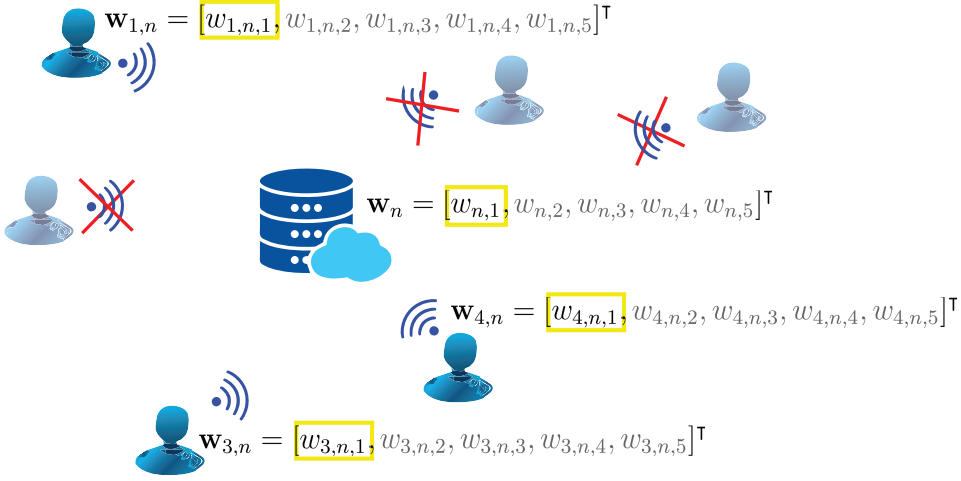 𝐰₁,ₙ = [w₁,ₙ,₁, w₁,ₙ,₂, w₁,ₙ,₃, w₁,ₙ,₄, w₁,ₙ,₅]ᵀ
𝐰ₙ = [wₙ,₁, wₙ,₂, wₙ,₃, wₙ,₄, wₙ,₅]ᵀ
𝐰₄,ₙ = [w₄,ₙ,₁, w₄,ₙ,₂, w₄,ₙ,₃, w₄,ₙ,₄, w₄,ₙ,₅]ᵀ
𝐰₃,ₙ = [w₃,ₙ,₁, w₃,ₙ,₂, w₃,ₙ,₃, w₃,ₙ,₄, w₃,ₙ,₅]ᵀ